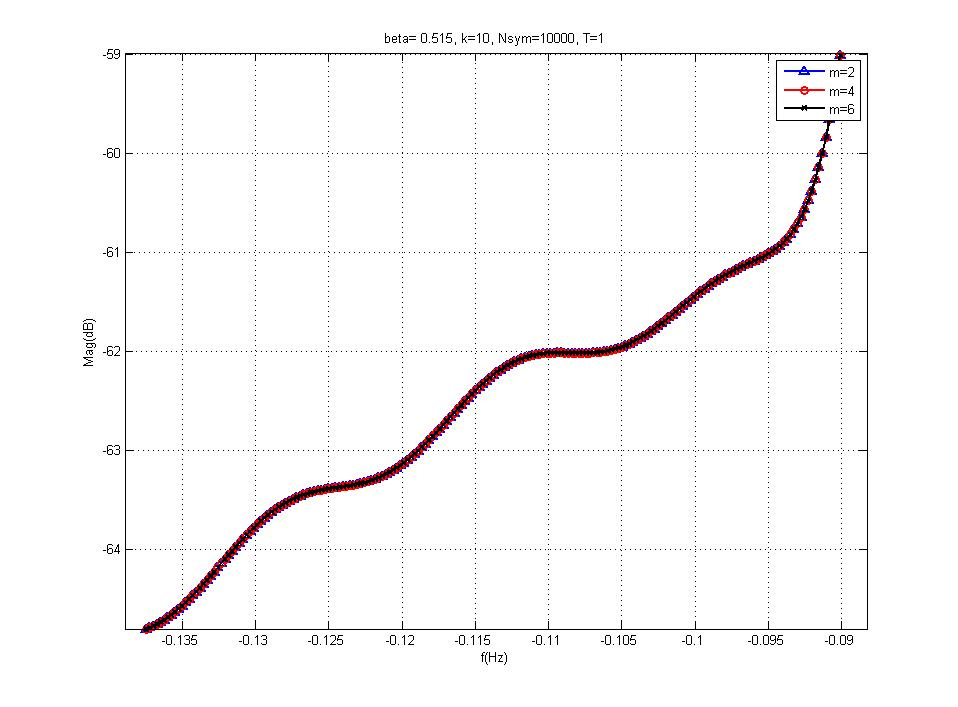 beta= 0.515, k=10, Nsym=10000, T=1
m=2
m=4
m=6
-59
-60
-61
-62
-63
-64
Mag(dB)
-0.135
-0.13
-0.125
-0.12
-0.115
-0.11
-0.105
-0.1
-0.095
-0.09
f(Hz)